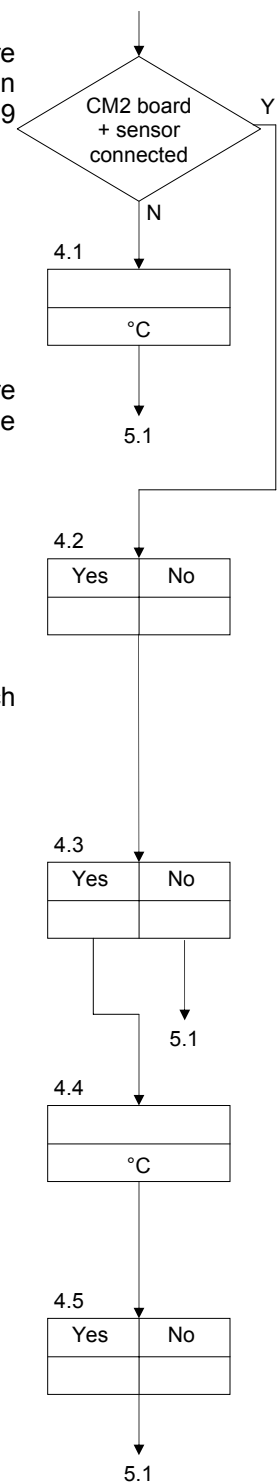 n
9
CM2 board
+ sensor
connected
Y
N
4.1
°C
e
5.1
4.2
Yes No
4.3
Yes No
5.1
4.4
°C
4.5
Yes No
5.1